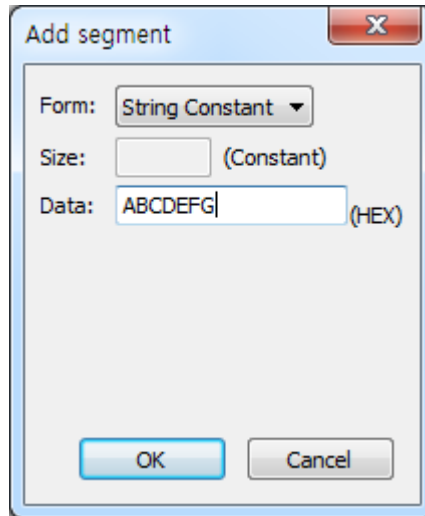 Add segment
Form: String Constant
Size: (Constant)
Data: ABCDEFG (HEX)
OK Cancel